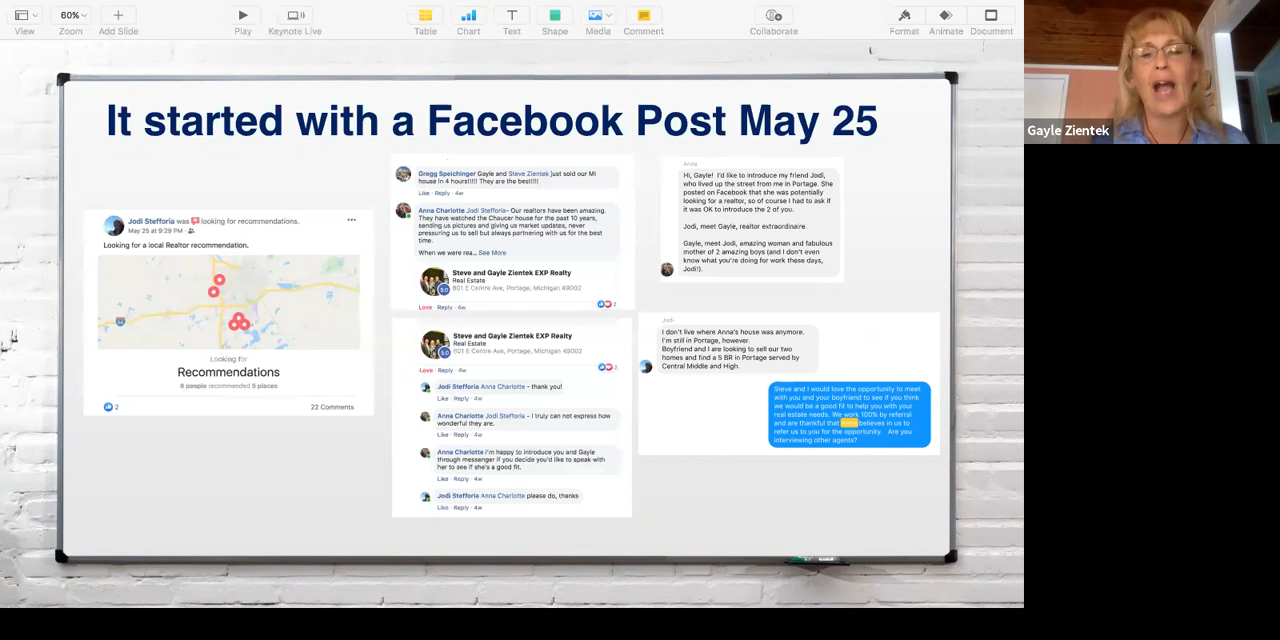 View
60%
Zoom
Add Slide
Play
Keynote Live
Table
Chart
Text
Shape
Media
Comment
Collaborate
Format
Animate
Document
Gayle Zientek
It started with a Facebook Post May 25
Jodi Stefforia was looking for recommendations.
May 25 at 9:29 PM
Looking for a local Realtor recommendation.
Looking for
Recommendations
6 people recommended 5 places
2
22 Comments
Gregg Speichinger Gayle and Steve Zientek just sold our MI
house in 4 hours!!!!! They are the best!!!!
Like · Reply · 4w
Anna Charlotte Jodi Stefforia- Our realtors have been amazing.
They have watched the Chaucer house for the past 10 years,
sending us pictures and giving us market updates, never
pressuring us to sell but always partnering with us for the best
time.
When we were rea... See More
Steve and Gayle Zientek EXP Realty
Real Estate
801 E Centre Ave, Portage, Michigan 49002
Love · Reply · 4w
2
Steve and Gayle Zientek EXP Realty
Real Estate
801 E Centre Ave, Portage, Michigan 49002
Love · Reply · 4w
2
Jodi Stefforia Anna Charlotte - thank you!
Like · Reply · 4w
Anna Charlotte Jodi Stefforia - I truly can not express how
wonderful they are.
Like · Reply · 4w
Anna Charlotte I'm happy to introduce you and Gayle
through messenger if you decide you'd like to speak with
her to see if she's a good fit.
Like · Reply · 4w
Jodi Stefforia Anna Charlotte please do, thanks
Like · Reply · 4w
Anna
Hi, Gayle! I'd like to introduce my friend Jodi,
who lived up the street from me in Portage. She
posted on Facebook that she was potentially
looking for a realtor, so of course I had to ask if
it was OK to introduce the 2 of you.
Jodi, meet Gayle, realtor extraordinaire.
Gayle, meet Jodi, amazing woman and fabulous
mother of 2 amazing boys (and I don't even
know what you're doing for work these days,
Jodi!).
Jodi
I don't live where Anna's house was anymore.
I'm still in Portage, however.
Boyfriend and I are looking to sell our two
homes and find a 5 BR in Portage served by
Central Middle and High.
Steve and I would love the opportunity to meet
with you and your boyfriend to see if you think
we would be a good fit to help you with your
real estate needs. We work 100% by referral
and are thankful that Anna believes in us to
refer us to you for the opportunity. Are you
interviewing other agents?